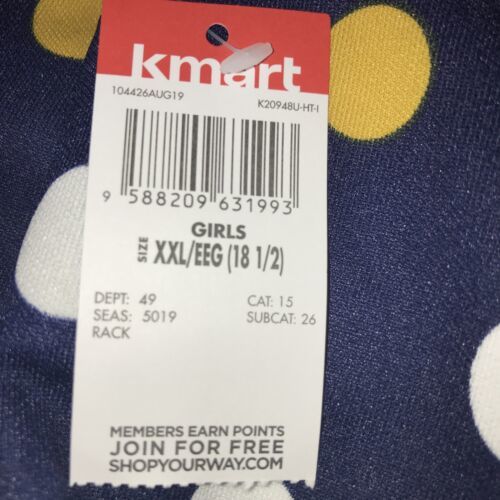 kmart
104426AUG19 K20948U-HT-I
9 588209 631993
GIRLS
SIZE XXL/EEG (18 1/2)
DEPT: 49 CAT: 15
SEAS: 5019 SUBCAT: 26
RACK
MEMBERS EARN POINTS
JOIN FOR FREE
SHOPYOURWAY.COM